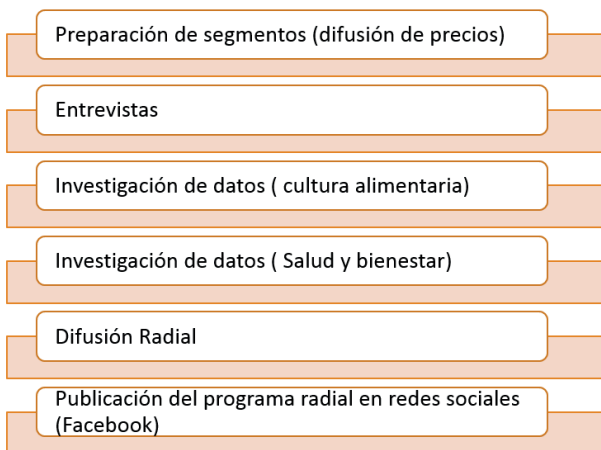 Preparación de segmentos (difusión de precios)
Entrevistas
Investigación de datos ( cultura alimentaria)
Investigación de datos ( Salud y bienestar)
Difusión Radial
Publicación del programa radial en redes sociales
(Facebook)